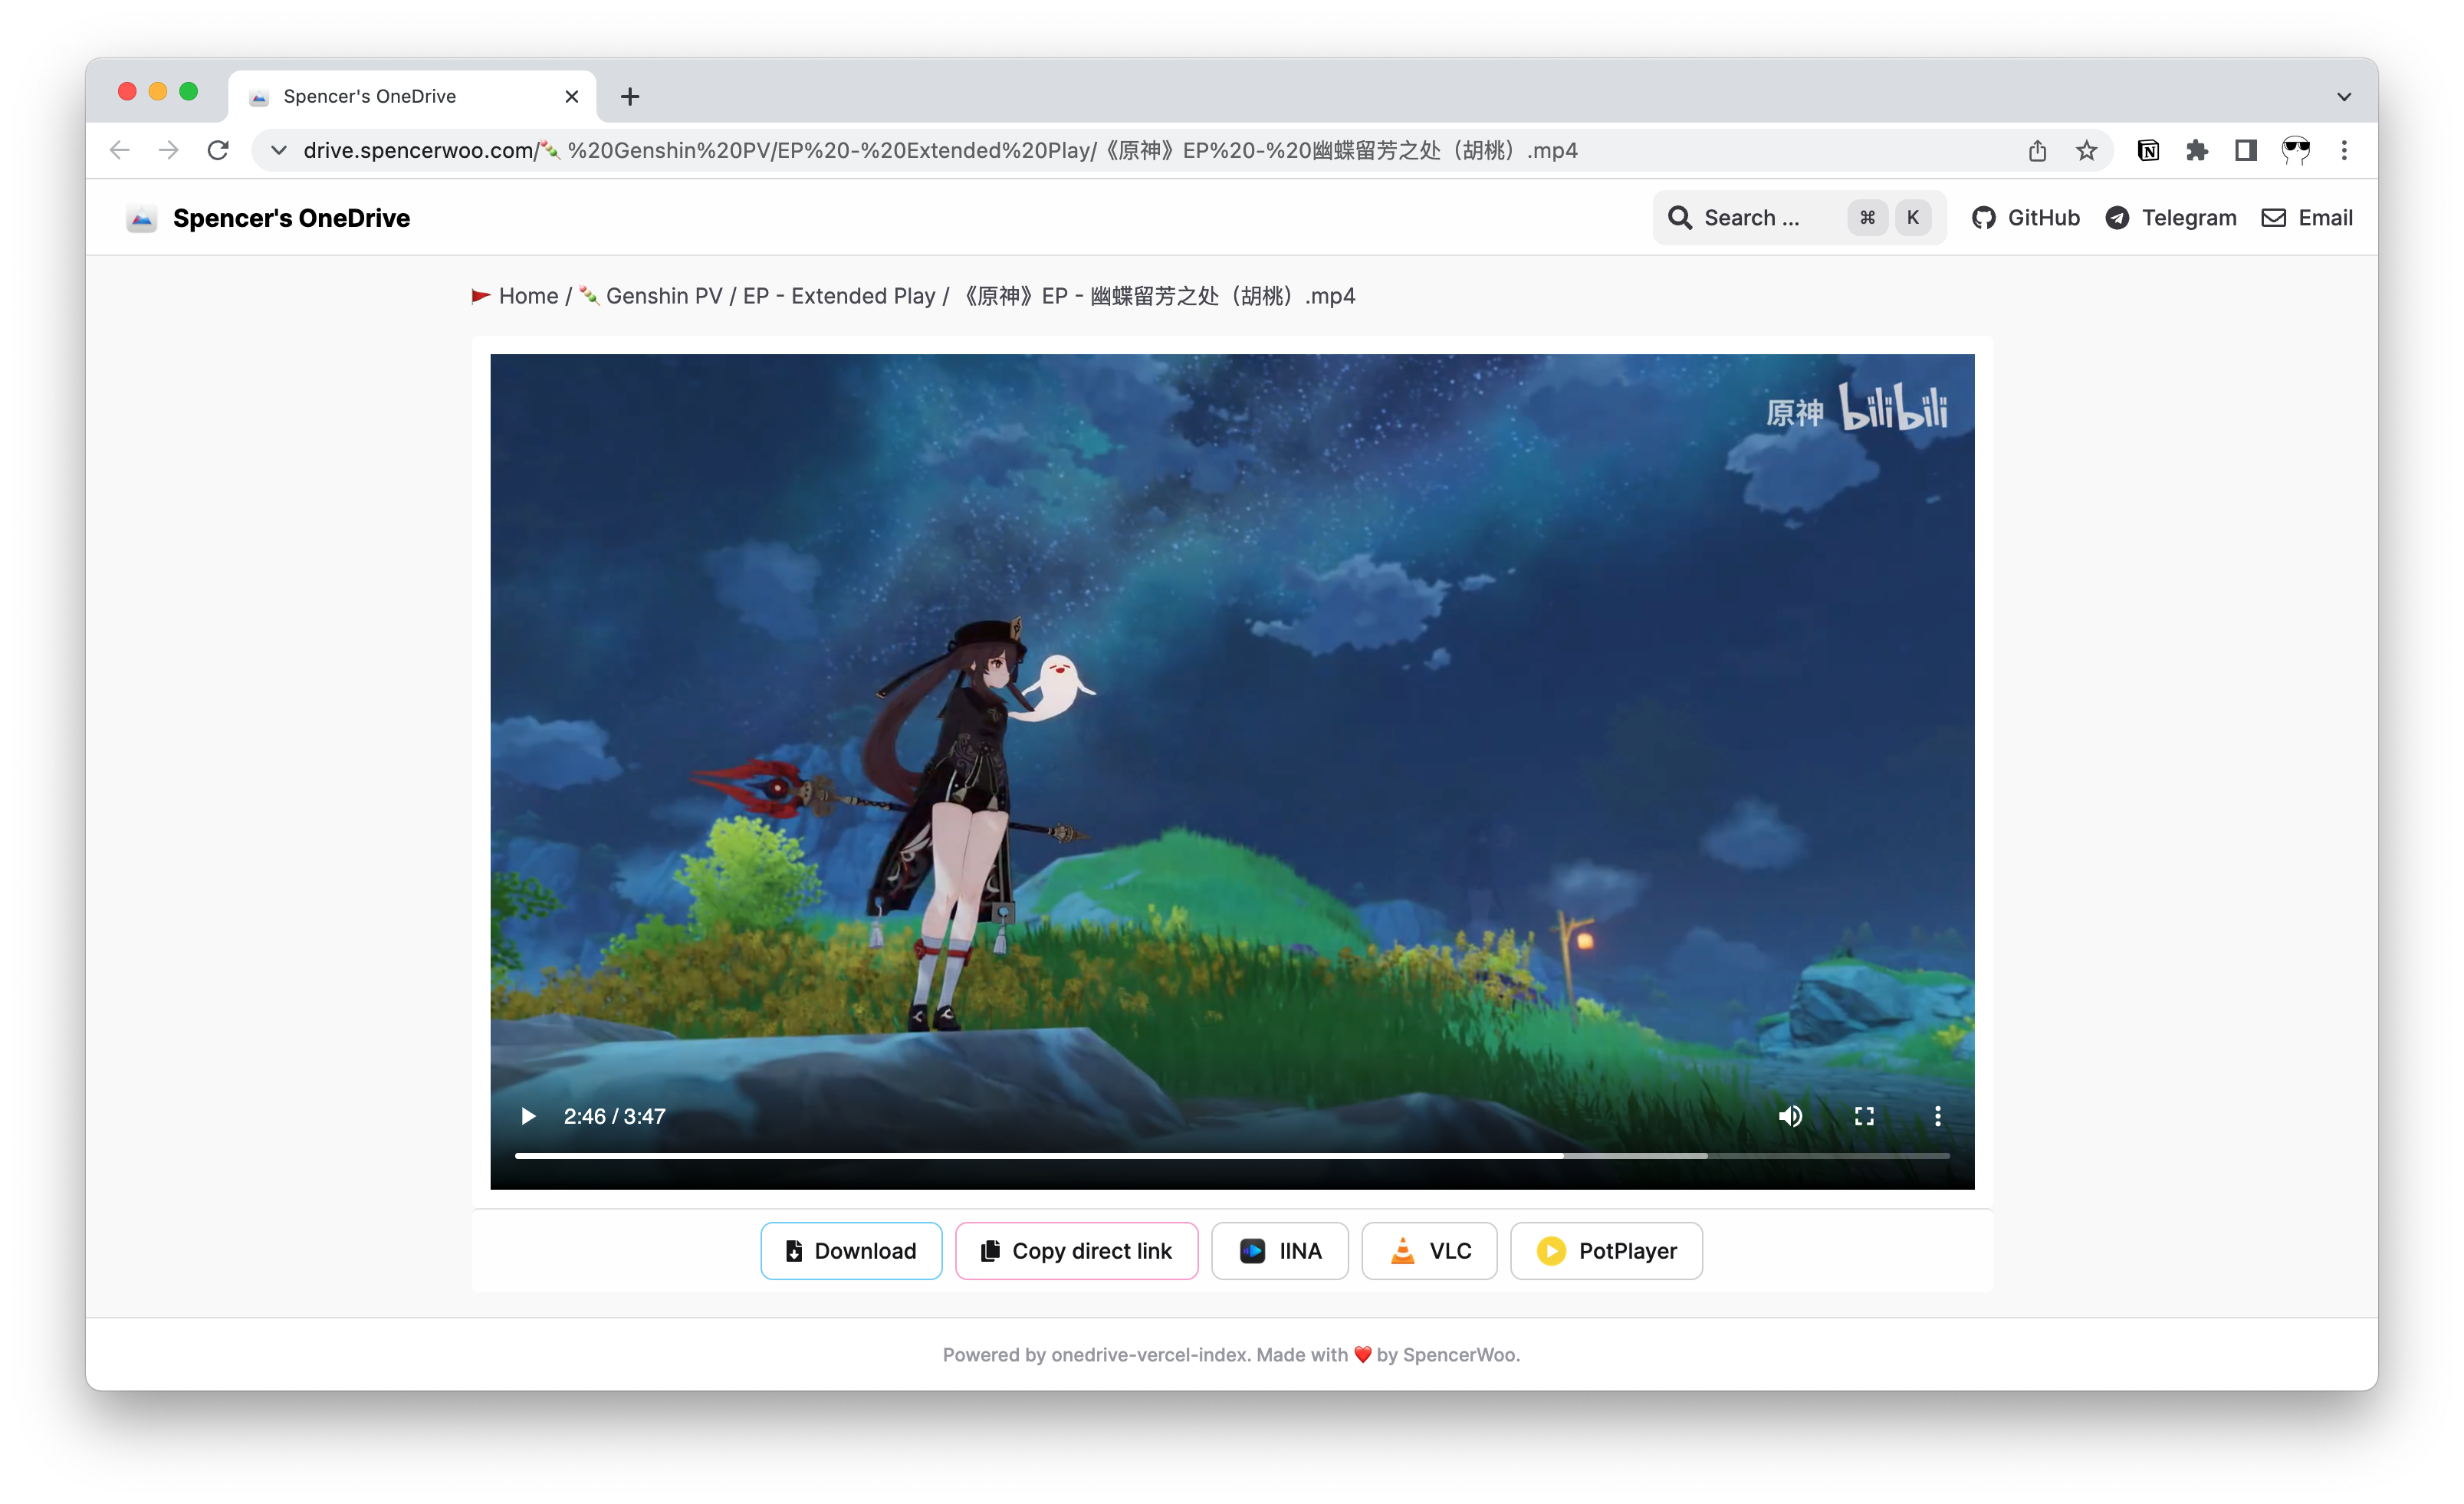 Spencer's OneDrive
drive.spencerwoo.com/🍡%20Genshin%20PV/EP%20-%20Extended%20Play/《原神》EP%20-%20幽蝶留芳之处（胡桃）.mp4
Spencer's OneDrive
Search ... ⌘ K GitHub Telegram Email
Home / 🍡 Genshin PV / EP - Extended Play / 《原神》EP - 幽蝶留芳之处（胡桃）.mp4
原神 bilibili
2:46 / 3:47
Download Copy direct link IINA VLC PotPlayer
Powered by onedrive-vercel-index. Made with ❤️ by SpencerWoo.